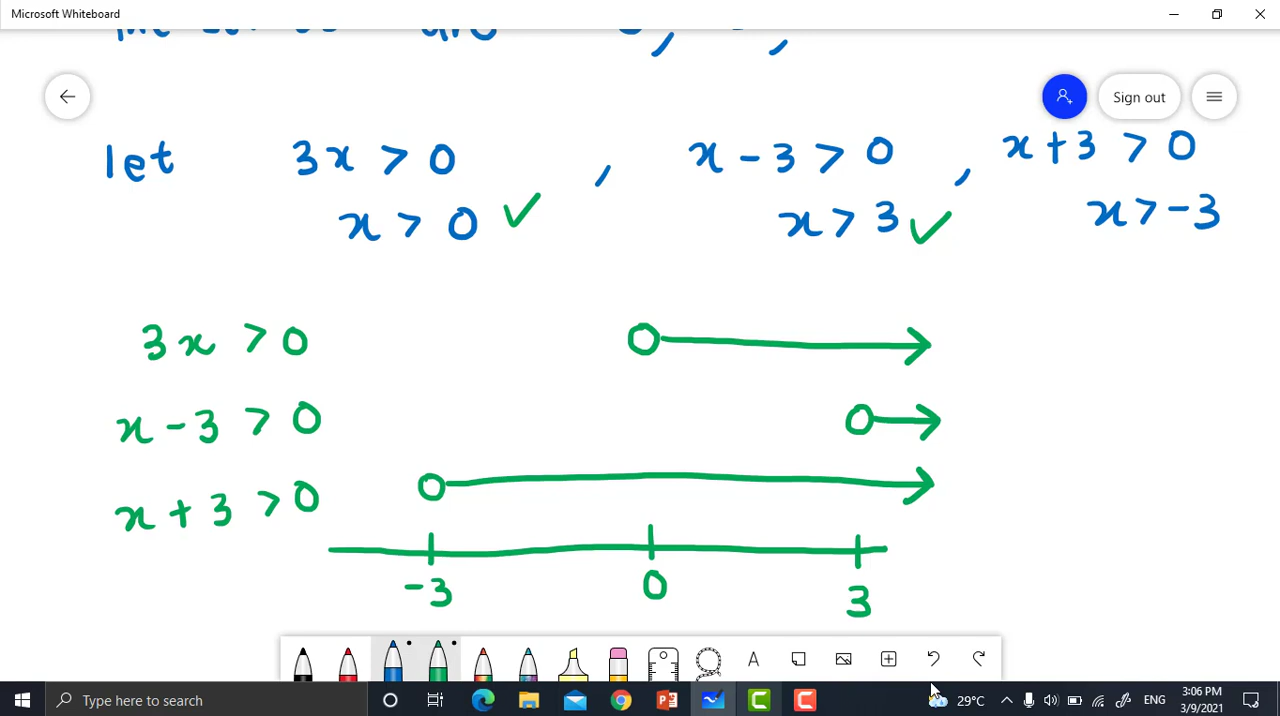 Microsoft Whiteboard
Sign out
let 3x > 0 , x - 3 > 0 , x + 3 > 0
x > 0 ✓ x > 3 ✓ x > -3
3x > 0
x - 3 > 0
x + 3 > 0
-3 0 3
A
Type here to search
29°C
ENG
3:06 PM
3/9/2021